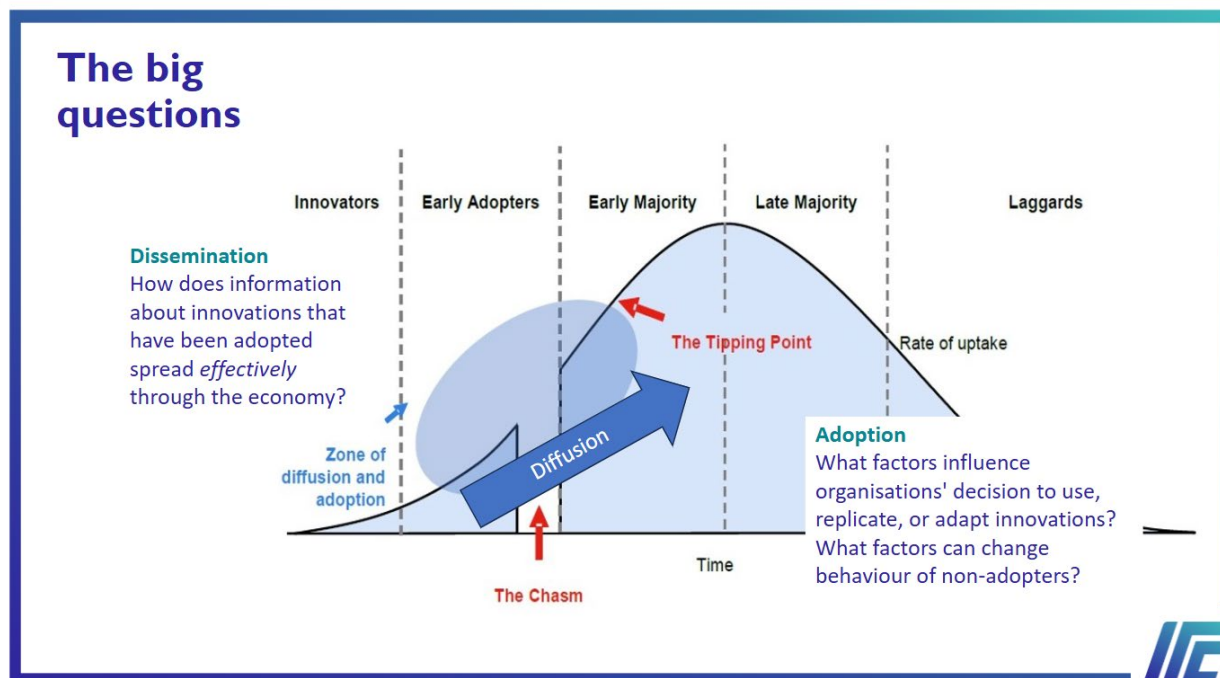 The big
questions
Innovators
Early Adopters
Early Majority
Late Majority
Laggards
Dissemination
How does information
about innovations that
have been adopted
spread effectively
through the economy?
The Tipping Point
Rate of uptake
Zone of
diffusion and
adoption
Diffusion
The Chasm
Time
Adoption
What factors influence
organisations' decision to use,
replicate, or adapt innovations?
What factors can change
behaviour of non-adopters?